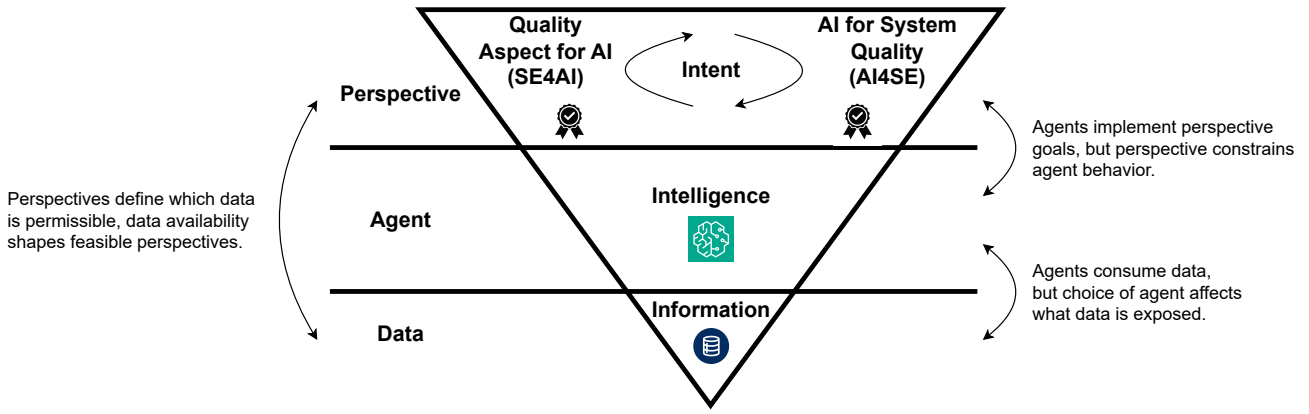 Quality
Aspect for AI
(SE4AI)
Intent
AI for System
Quality
(AI4SE)
Perspective
Agents implement perspective
goals, but perspective constrains
agent behavior.
Perspectives define which data
is permissible, data availability
shapes feasible perspectives.
Agent
Intelligence
Agents consume data,
but choice of agent affects
what data is exposed.
Information
Data